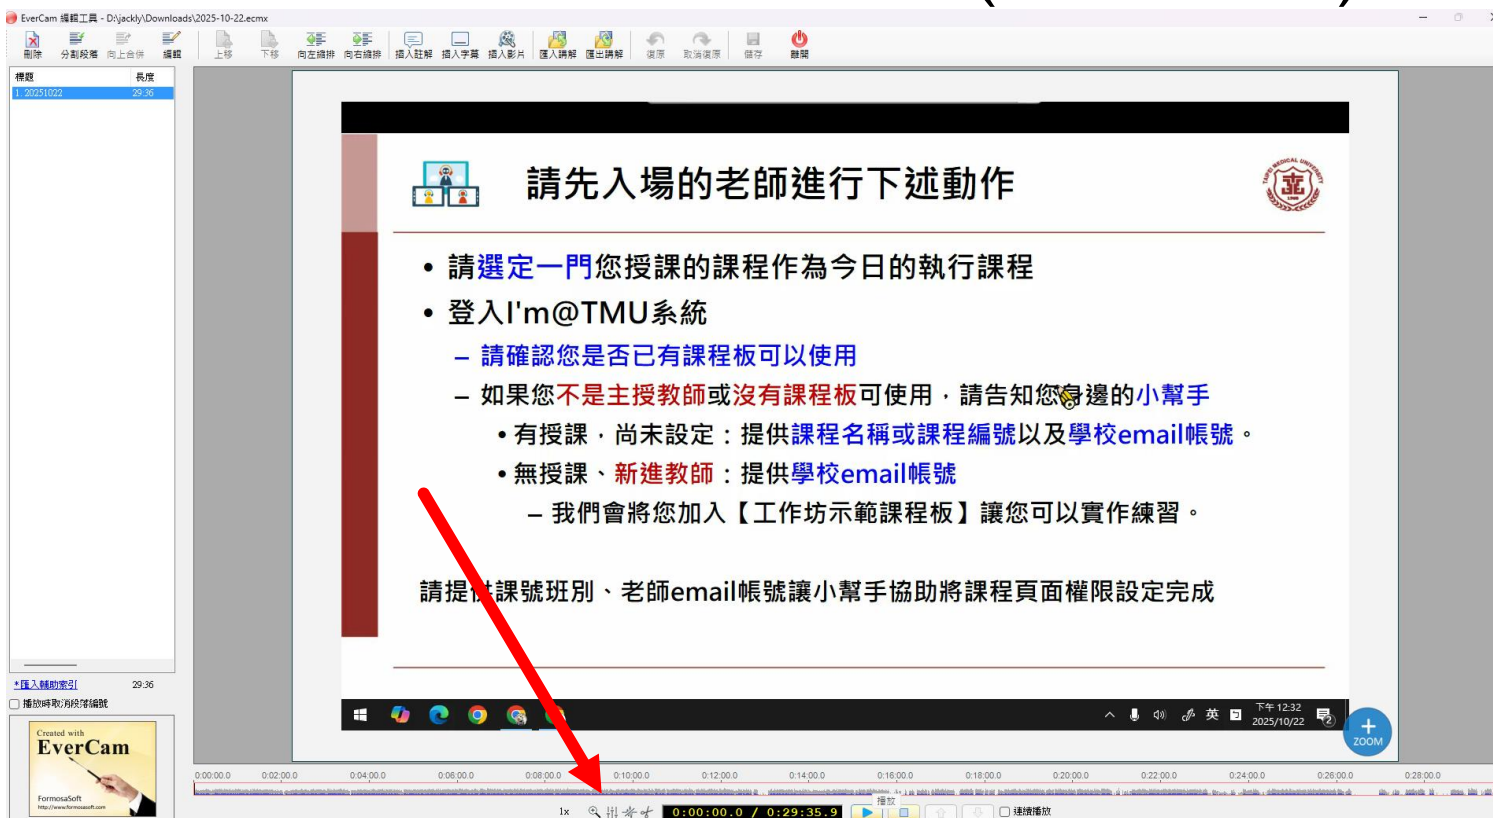 EverCam 編輯工具 - D:\jackly\Downloads\2025-10-22.ecmx
刪除 分割段落 向上合併 編輯 上移 下移 向左縮排 向右縮排 插入註解 插入字幕 插入影片 匯入講解 匯出講解 復原 取消復原 儲存 離開
標題 長度
1. 20251022 29:36
請先入場的老師進行下述動作
TAIPEI MEDICAL UNIVERSITY
• 請選定一門您授課的課程作為今日的執行課程
• 登入I'm@TMU系統
– 請確認您是否已有課程板可以使用
– 如果您不是主授教師或沒有課程板可使用，請告知您身邊的小幫手
• 有授課，尚未設定：提供課程名稱或課程編號以及學校email帳號。
• 無授課、新進教師：提供學校email帳號
– 我們會將您加入【工作坊示範課程板】讓您可以實作練習。
請提供課號班別、老師email帳號讓小幫手協助將課程頁面權限設定完成
英 下午 12:32
2025/10/22
ZOOM
*匯入輔助索引 29:36
播放時取消段落編號
Created with
EverCam
FormosaSoft
http://www.formosasoft.com
0:00:00.0 0:02:00.0 0:04:00.0 0:06:00.0 0:08:00.0 0:10:00.0 0:12:00.0 0:14:00.0 0:16:00.0 0:18:00.0 0:20:00.0 0:22:00.0 0:24:00.0 0:26:00.0 0:28:00.0
1x 0:00:00.0 / 0:29:35.9 播放 連續播放